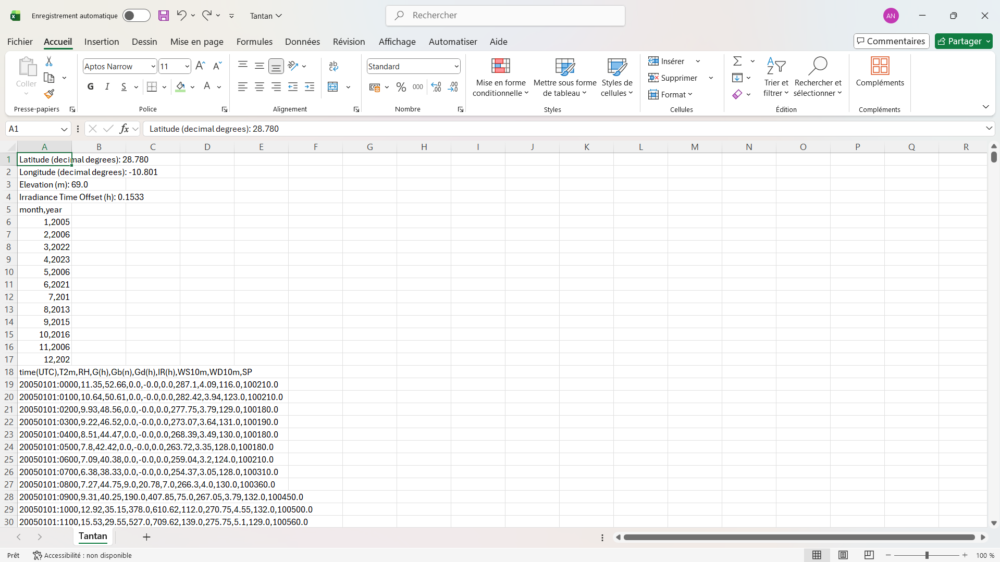 Enregistrement automatique
Tantan
Rechercher
AN
Fichier Accueil Insertion Dessin Mise en page Formules Données Révision Affichage Automatiser Aide
Commentaires Partager
Coller
Presse-papiers
Aptos Narrow 11
G I S
Police
ab
Alignement
Standard
% 000
Nombre
Mise en forme conditionnelle
Mettre sous forme de tableau
Styles de cellules
Styles
Insérer
Supprimer
Format
Cellules
Trier et filtrer
Rechercher et sélectionner
Édition
Compléments
Compléments
A1
fx
Latitude (decimal degrees): 28.780
A B C D E F G H I J K L M N O P Q R
1 Latitude (decimal degrees): 28.780
2 Longitude (decimal degrees): -10.801
3 Elevation (m): 69.0
4 Irradiance Time Offset (h): 0.1533
5 month,year
6 1,2005
7 2,2006
8 3,2022
9 4,2023
10 5,2006
11 6,2021
12 7,201
13 8,2013
14 9,2015
15 10,2016
16 11,2006
17 12,202
18 time(UTC),T2m,RH,G(h),Gb(n),Gd(h),IR(h),WS10m,WD10m,SP
19 20050101:0000,11.35,52.66,0.0,-0.0,0.0,287.1,4.09,116.0,100210.0
20 20050101:0100,10.64,50.61,0.0,-0.0,0.0,282.42,3.94,123.0,100210.0
21 20050101:0200,9.93,48.56,0.0,-0.0,0.0,277.75,3.79,129.0,100180.0
22 20050101:0300,9.22,46.52,0.0,-0.0,0.0,273.07,3.64,131.0,100190.0
23 20050101:0400,8.51,44.47,0.0,-0.0,0.0,268.39,3.49,130.0,100180.0
24 20050101:0500,7.8,42.42,0.0,-0.0,0.0,263.72,3.35,128.0,100180.0
25 20050101:0600,7.09,40.38,0.0,-0.0,0.0,259.04,3.2,124.0,100210.0
26 20050101:0700,6.38,38.33,0.0,-0.0,0.0,254.37,3.05,128.0,100310.0
27 20050101:0800,7.27,44.75,9.0,20.78,7.0,266.3,4.0,130.0,100360.0
28 20050101:0900,9.31,40.25,190.0,407.85,75.0,267.05,3.79,132.0,100450.0
29 20050101:1000,12.92,35.15,378.0,610.62,112.0,270.75,4.55,132.0,100500.0
30 20050101:1100,15.53,29.55,527.0,709.62,139.0,275.75,5.1,129.0,100560.0
Tantan
Prêt
Accessibilité : non disponible
100 %